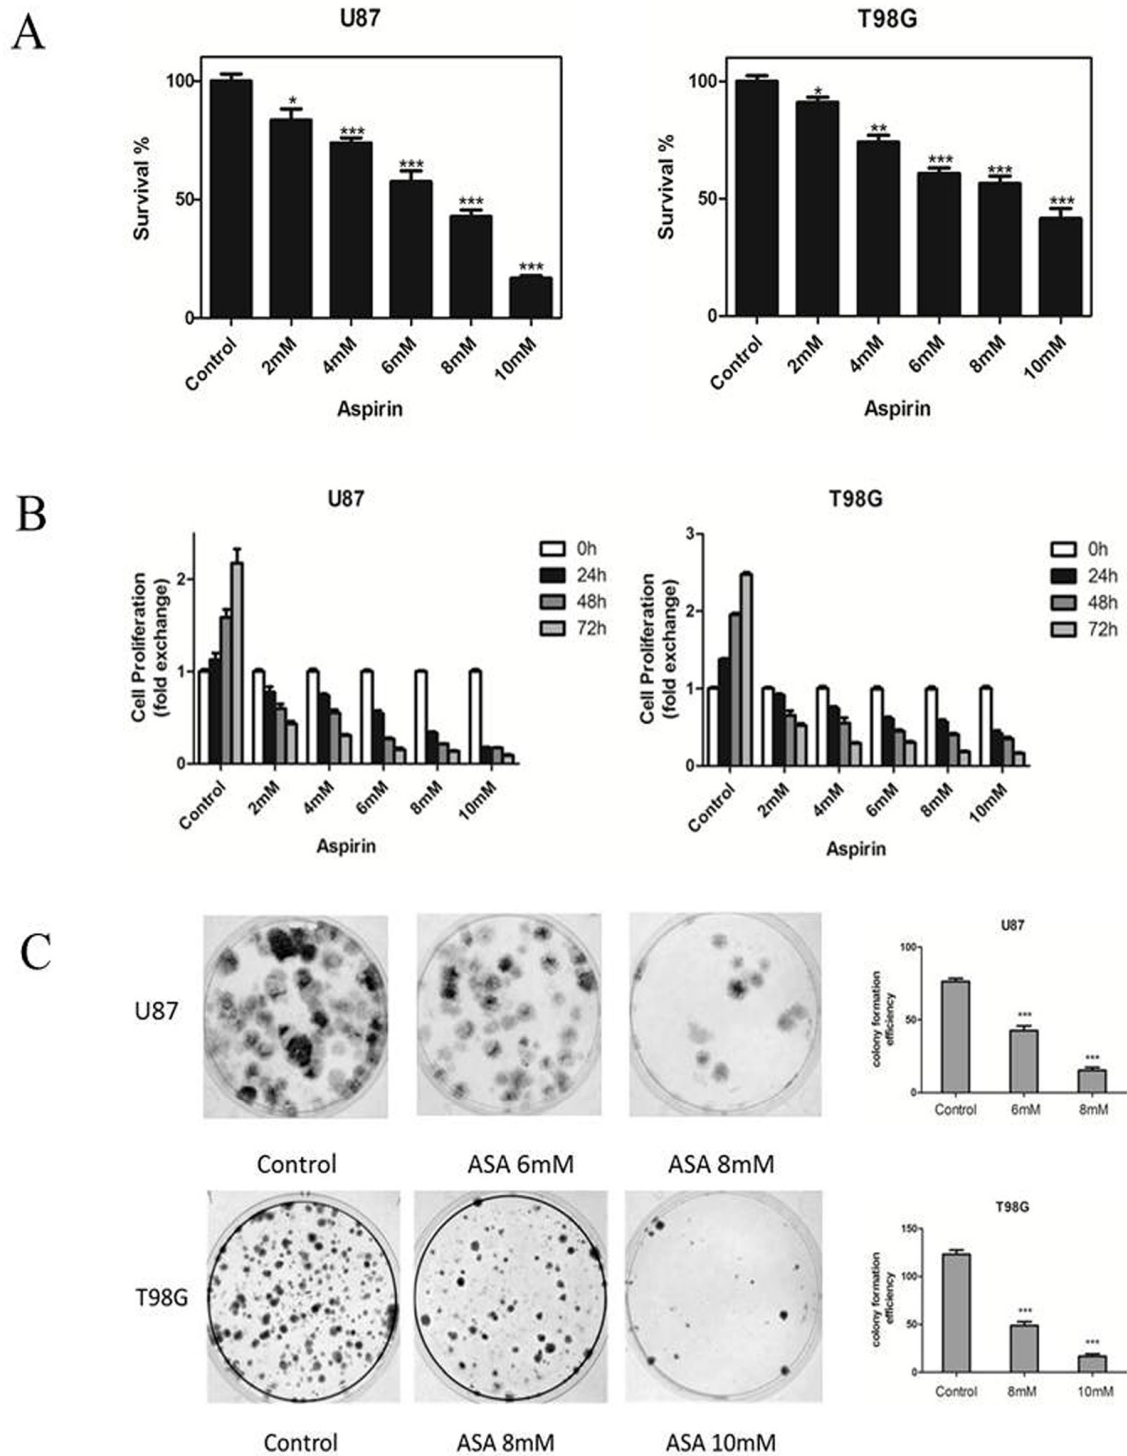 A
U87
Survival %
100
50
0
*
***
***
***
***
Control
2mM
4mM
6mM
8mM
10mM
Aspirin
T98G
Survival %
100
50
0
*
**
***
***
***
Control
2mM
4mM
6mM
8mM
10mM
Aspirin
B
U87
Cell Proliferation
(fold exchange)
2
1
0
0h
24h
48h
72h
Control
2mM
4mM
6mM
8mM
10mM
Aspirin
T98G
Cell Proliferation
(fold exchange)
3
2
1
0
0h
24h
48h
72h
Control
2mM
4mM
6mM
8mM
10mM
Aspirin
C
U87
Control
ASA 6mM
ASA 8mM
U87
colony formation
efficiency
100
50
0
***
***
Control
6mM
8mM
T98G
Control
ASA 8mM
ASA 10mM
T98G
colony formation
efficiency
150
100
50
0
***
***
Control
8mM
10mM